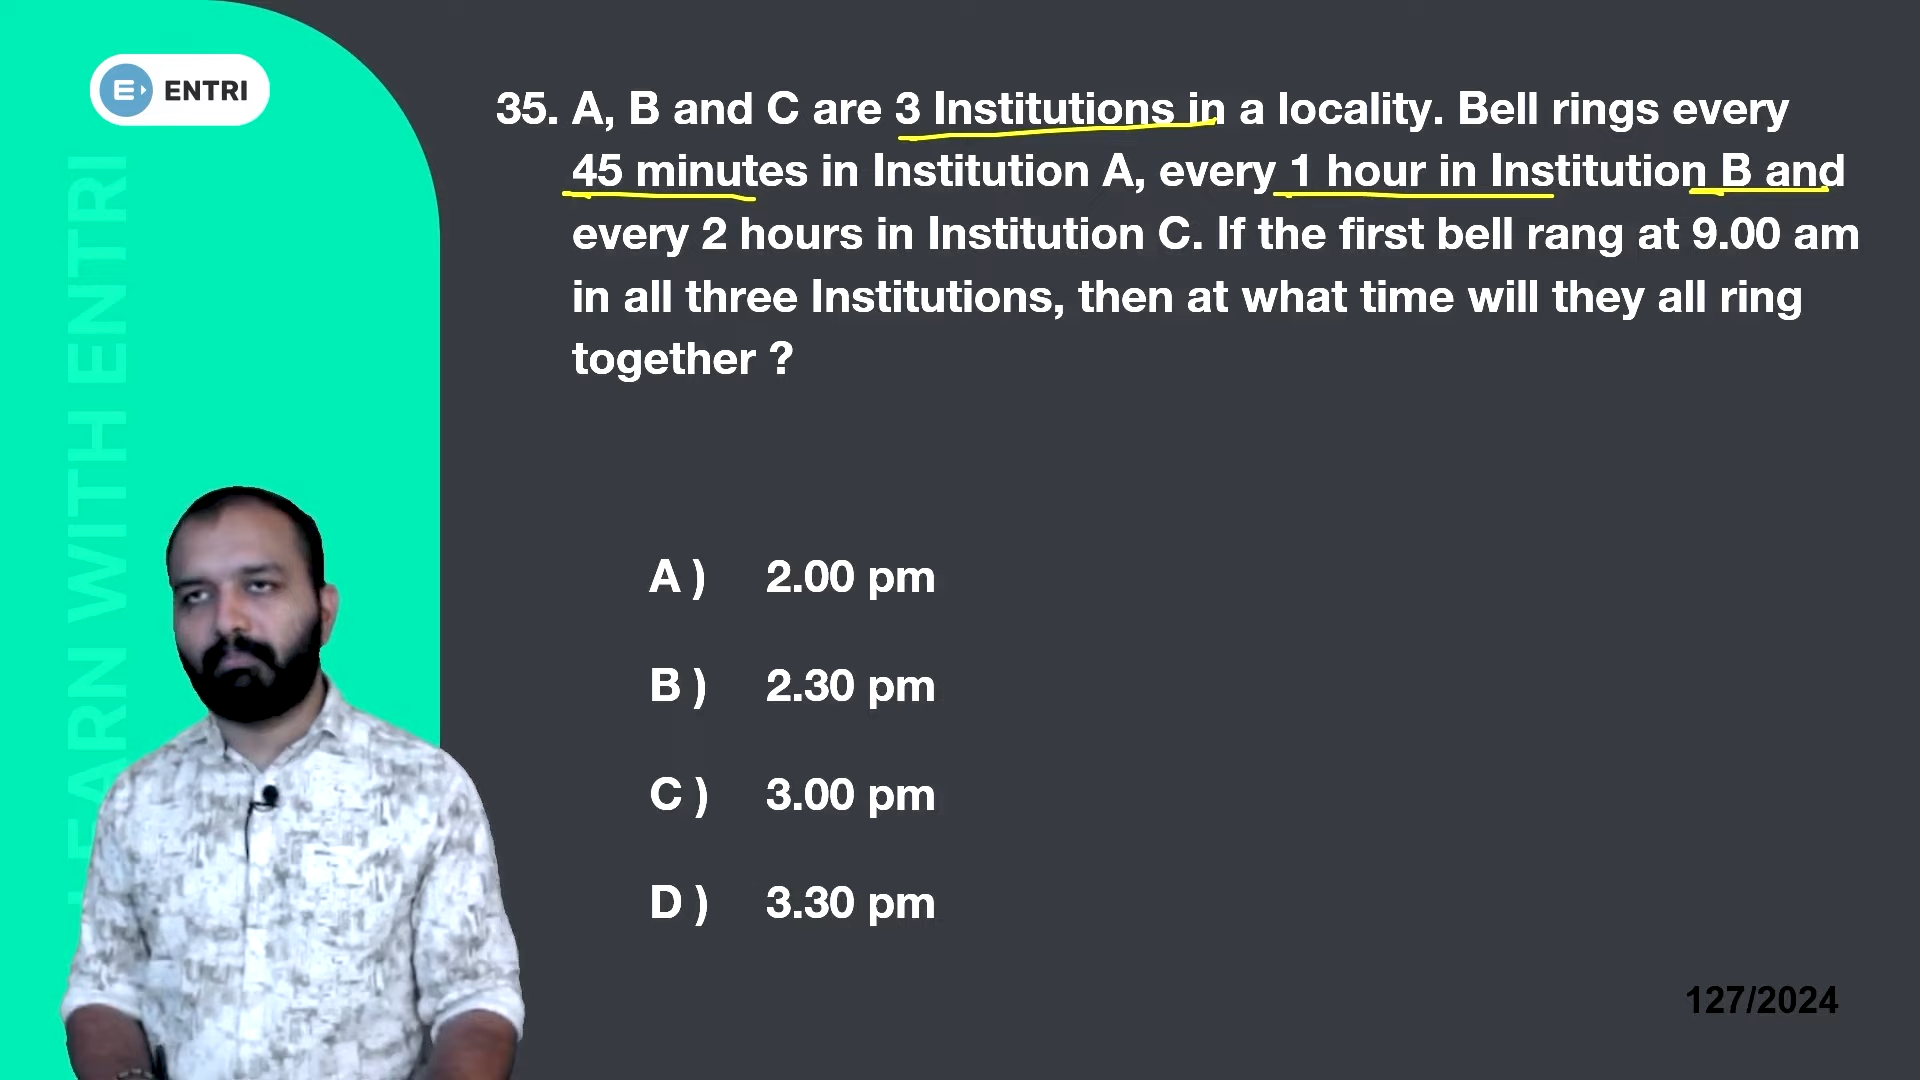 ENTRI
LEARN WITH ENTRI
35. A, B and C are 3 Institutions in a locality. Bell rings every
45 minutes in Institution A, every 1 hour in Institution B and
every 2 hours in Institution C. If the first bell rang at 9.00 am
in all three Institutions, then at what time will they all ring
together ?
A ) 2.00 pm
B ) 2.30 pm
C ) 3.00 pm
D ) 3.30 pm
127/2024